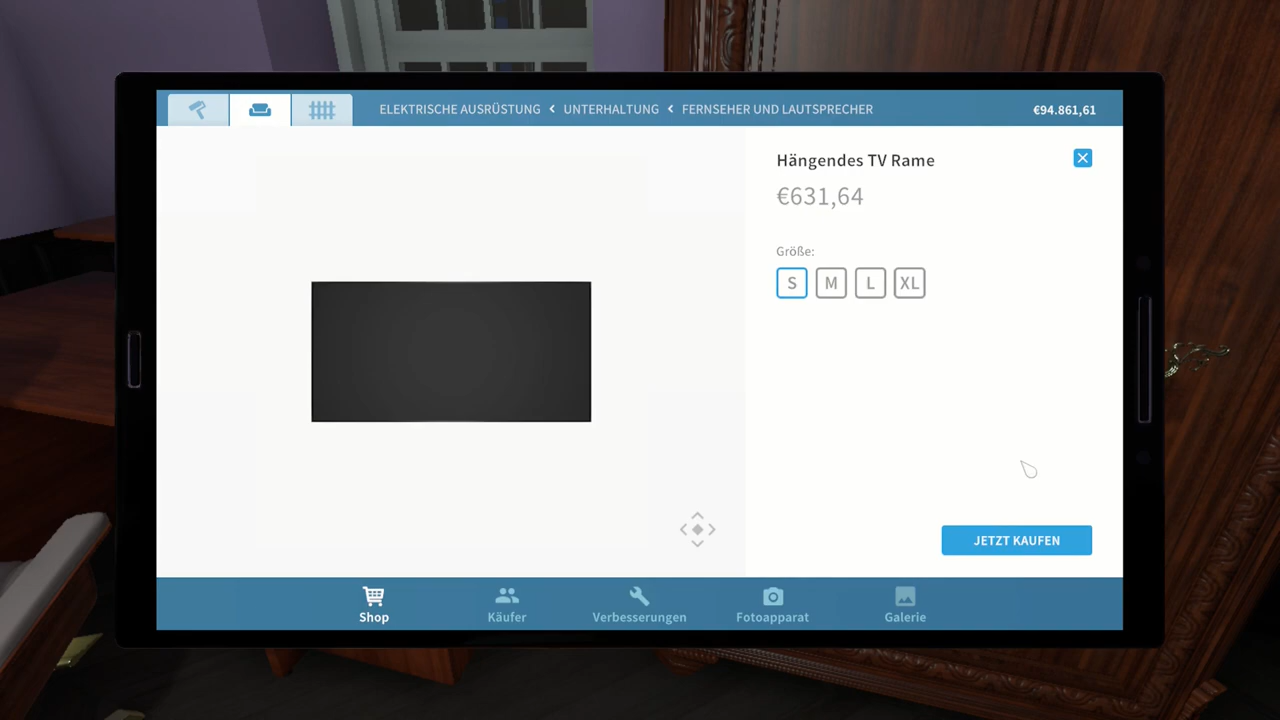 ELEKTRISCHE AUSRÜSTUNG < UNTERHALTUNG < FERNSEHER UND LAUTSPRECHER
€94.861,61
Hängendes TV Rame
€631,64
Größe:
S M L XL
JETZT KAUFEN
Shop Käufer Verbesserungen Fotoapparat Galerie